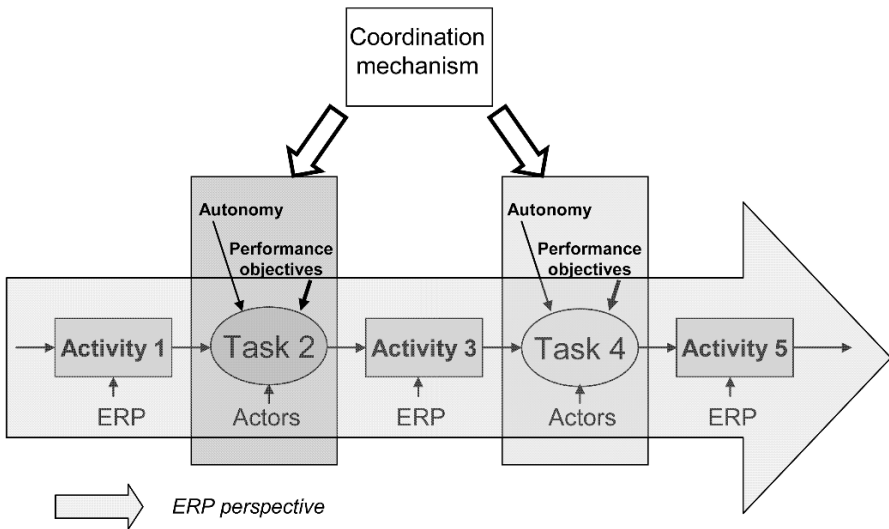 Coordination
mechanism
Autonomy
Performance
objectives
Autonomy
Performance
objectives
Activity 1
Task 2
Activity 3
Task 4
Activity 5
ERP
Actors
ERP
Actors
ERP
ERP perspective